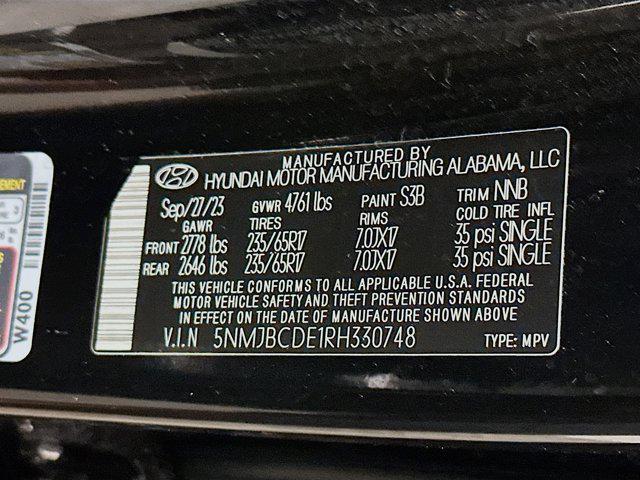 MANUFACTURED BY
HYUNDAI MOTOR MANUFACTURING ALABAMA, LLC
Sep/27/23 GVWR 4761 lbs PAINT S3B TRIM NNB
GAWR TIRES RIMS COLD TIRE INFL
FRONT 2778 lbs 235/65R17 7.0JX17 35 psi SINGLE
REAR 2646 lbs 235/65R17 7.0JX17 35 psi SINGLE
THIS VEHICLE CONFORMS TO ALL APPLICABLE U.S.A. FEDERAL
MOTOR VEHICLE SAFETY AND THEFT PREVENTION STANDARDS
IN EFFECT ON THE DATE OF MANUFACTURE SHOWN ABOVE
V.I.N 5NMJBCDE1RH330748 TYPE: MPV
W400